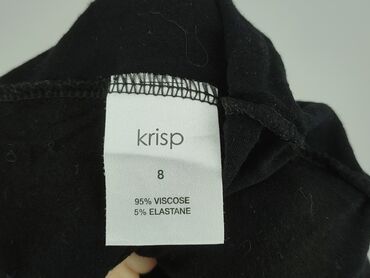 krisp
8
95% VISCOSE
5% ELASTANE